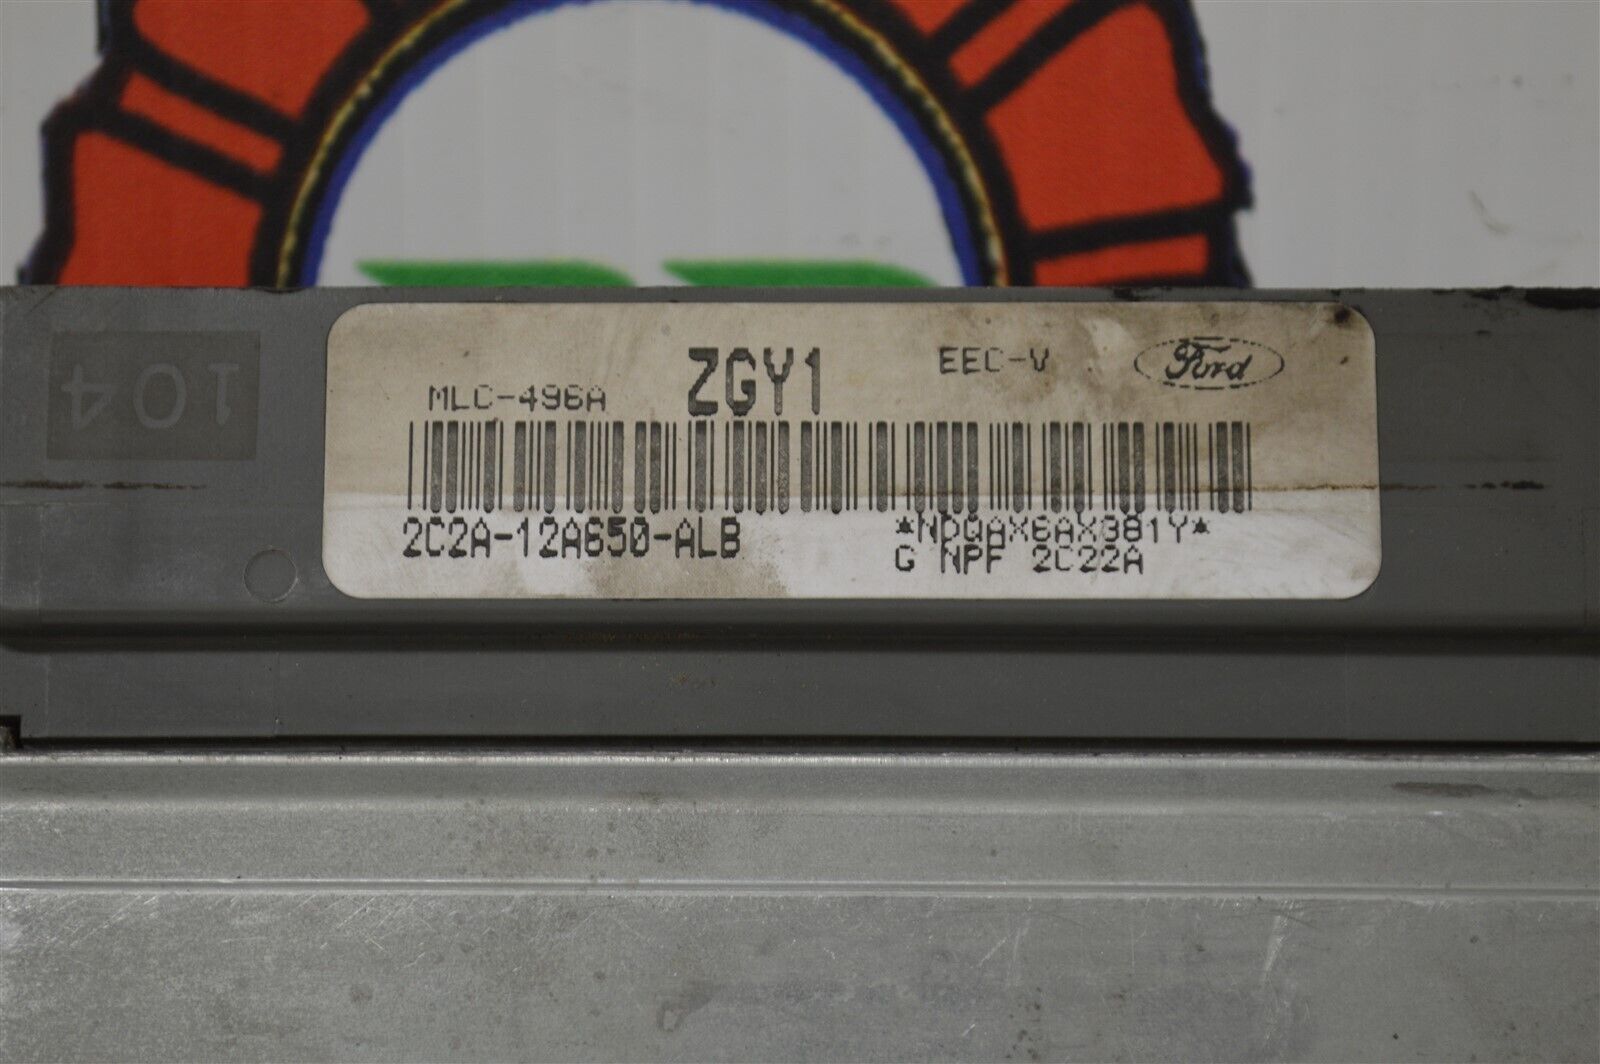 104
ZGY1
EEC-V
Ford
MLC-496A
2C2A-12A650-ALB
*NDQAX6AX381Y*
G NPF 2C22A